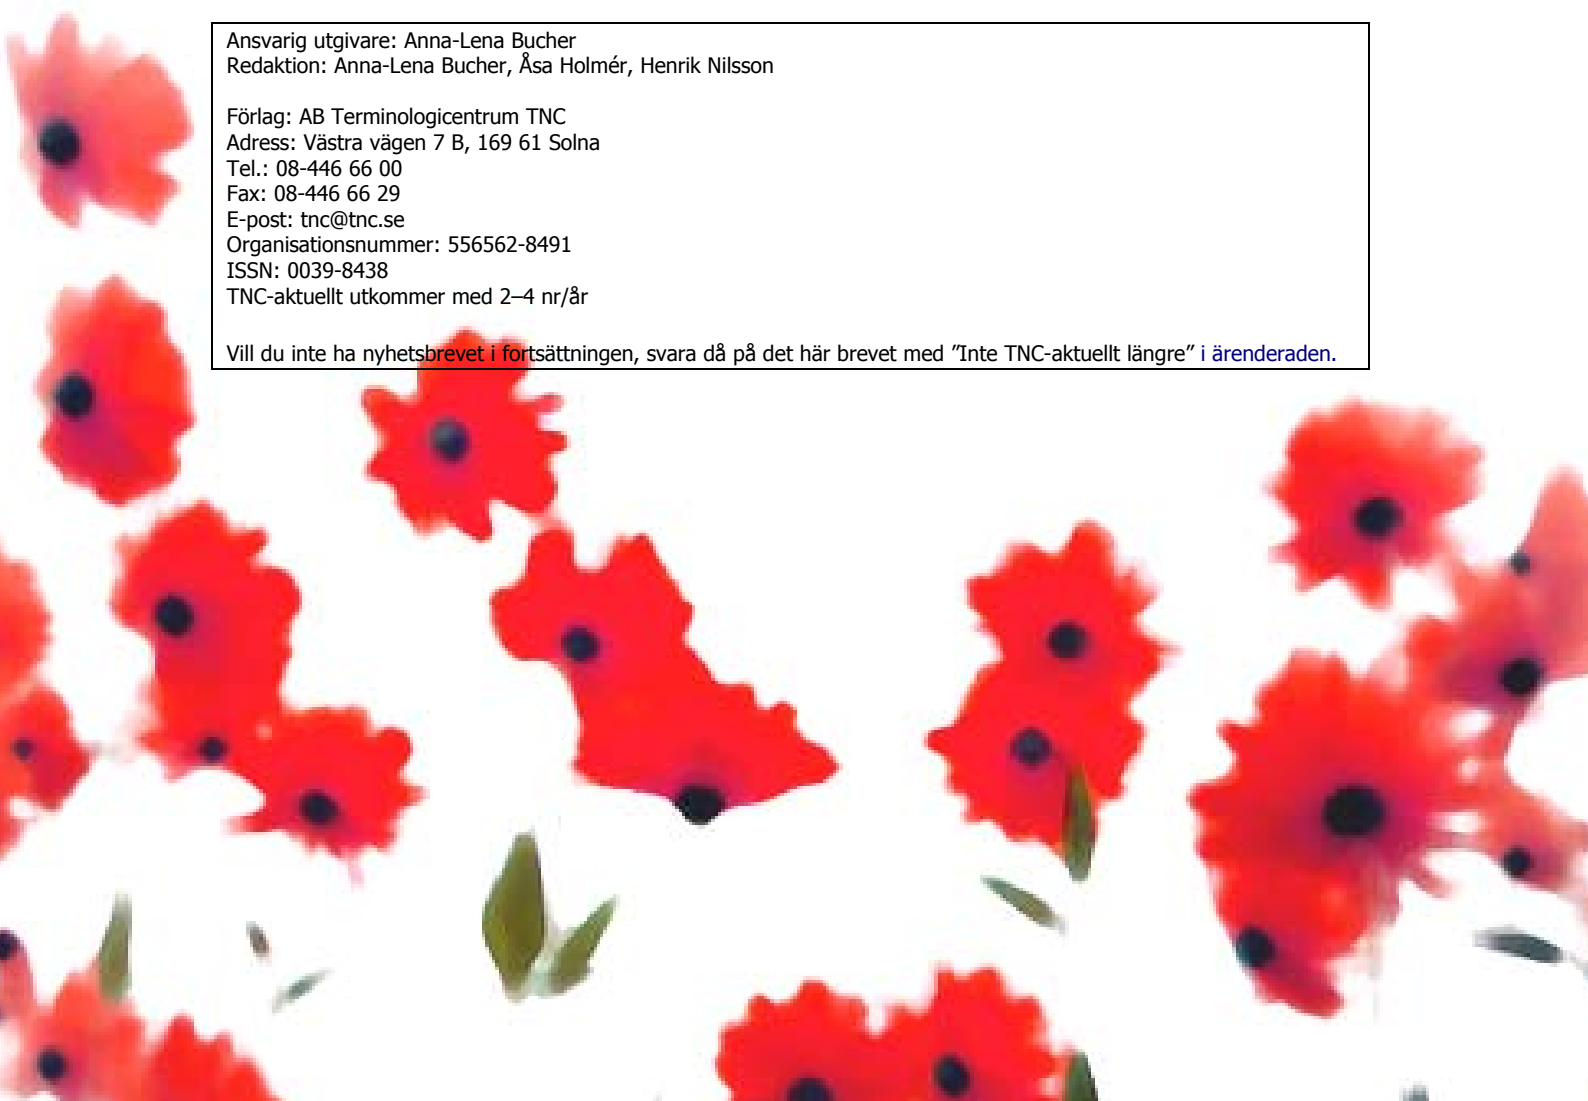 Ansvarig utgivare: Anna-Lena Bucher
Redaktion: Anna-Lena Bucher, Åsa Holmér, Henrik Nilsson
Förlag: AB Terminologicentrum TNC
Adress: Västra vägen 7 B, 169 61 Solna
Tel.: 08-446 66 00
Fax: 08-446 66 29
E-post: tnc@tnc.se
Organisationsnummer: 556562-8491
ISSN: 0039-8438
TNC-aktuellt utkommer med 2–4 nr/år
Vill du inte ha nyhetsbrevet i fortsättningen, svara då på det här brevet med ”Inte TNC-aktuellt längre” i ärenderaden.